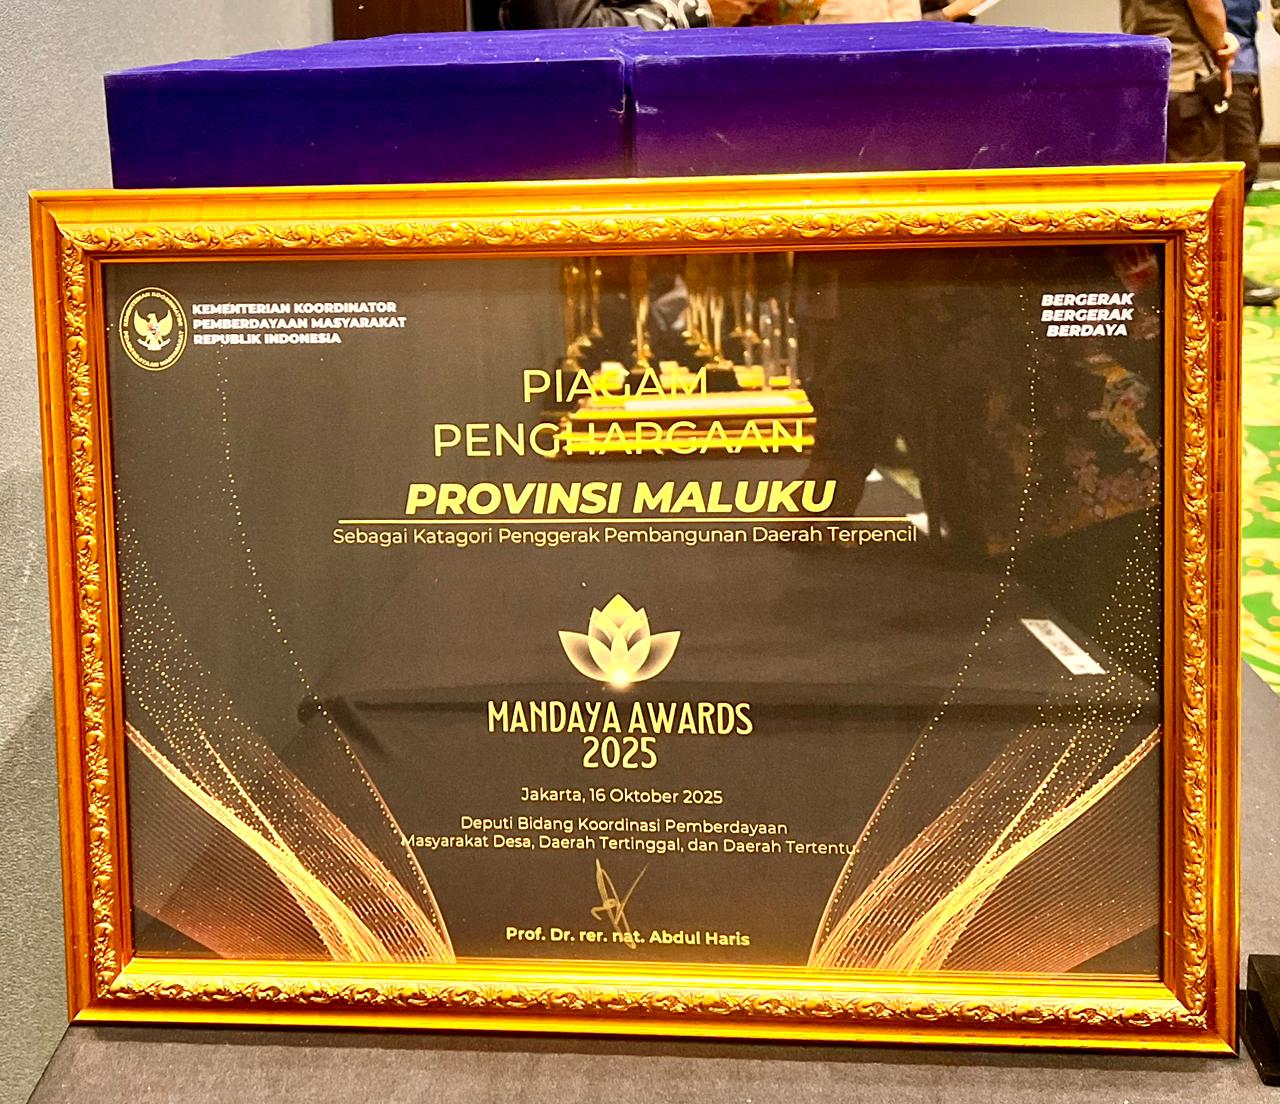 KEMENTERIAN KOORDINATOR
PEMBERDAYAAN MASYARAKAT
REPUBLIK INDONESIA
BERGERAK
BERGERAK
BERDAYA
PIAGAM
PENGHARGAAN
PROVINSI MALUKU
Sebagai Katagori Penggerak Pembangunan Daerah Terpencil
MANDAYA AWARDS
2025
Jakarta, 16 Oktober 2025
Deputi Bidang Koordinasi Pemberdayaan
Masyarakat Desa, Daerah Tertinggal, dan Daerah Tertentu
Prof. Dr. rer. nat. Abdul Haris